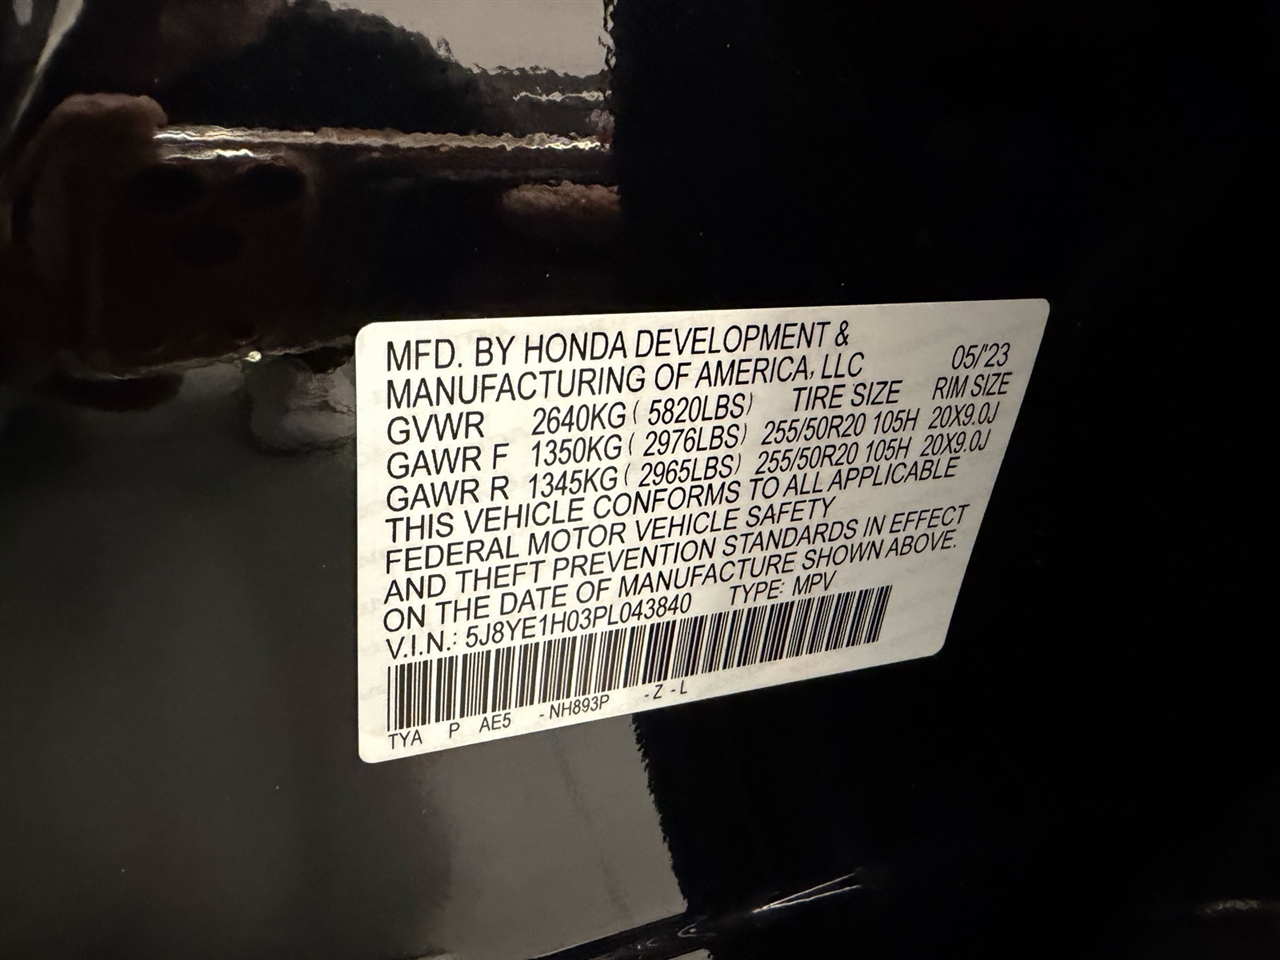 MFD. BY HONDA DEVELOPMENT &
MANUFACTURING OF AMERICA, LLC 05/'23
GVWR 2640KG ( 5820LBS) TIRE SIZE RIM SIZE
GAWR F 1350KG ( 2976LBS) 255/50R20 105H 20X9.0J
GAWR R 1345KG ( 2965LBS) 255/50R20 105H 20X9.0J
THIS VEHICLE CONFORMS TO ALL APPLICABLE
FEDERAL MOTOR VEHICLE SAFETY
AND THEFT PREVENTION STANDARDS IN EFFECT
ON THE DATE OF MANUFACTURE SHOWN ABOVE.
V.I.N.: 5J8YE1H03PL043840 TYPE: MPV
TYA P AE5 -NH893P -Z -L